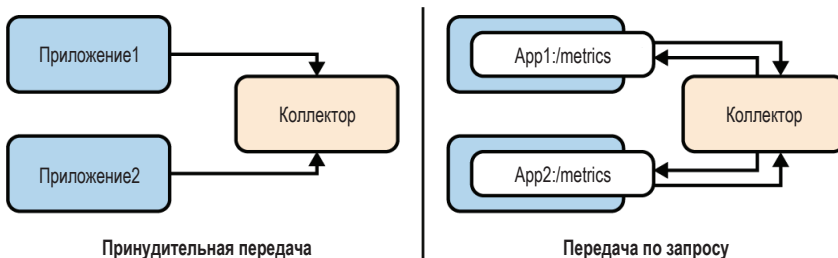 Приложение1
Коллектор
Приложение2
Принудительная передача
App1:/metrics
Коллектор
App2:/metrics
Передача по запросу